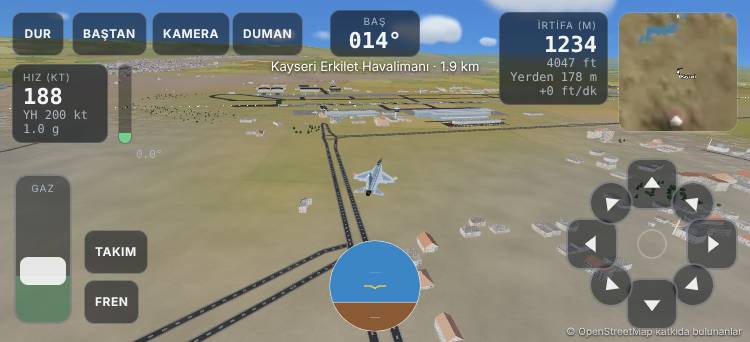 DUR
BAŞTAN
KAMERA
DUMAN
BAŞ
014°
Kayseri Erkilet Havalimanı · 1.9 km
İRTİFA (M)
1234
4047 ft
Yerden 178 m
+0 ft/dk
HIZ (KT)
188
YH 200 kt
1.0 g
0.0°
GAZ
TAKIM
FREN
© OpenStreetMap katkıda bulunanlar